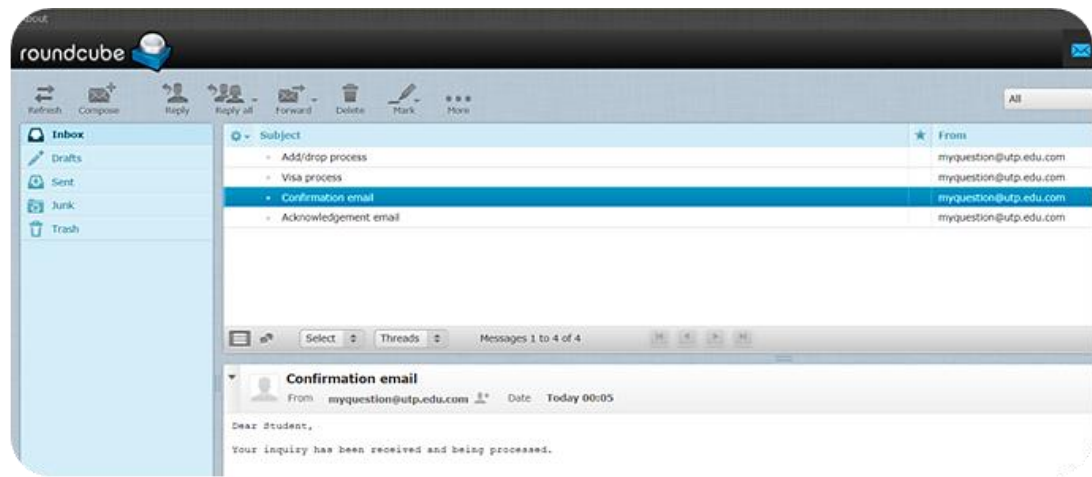 About
roundcube
Refresh Compose Reply Reply all Forward Delete Mark More All
Inbox
Drafts
Sent
Junk
Trash
Subject From
Add/drop process myquestion@utp.edu.com
Visa process myquestion@utp.edu.com
Confirmation email myquestion@utp.edu.com
Acknowledgement email myquestion@utp.edu.com
Select Threads Messages 1 to 4 of 4
Confirmation email
From myquestion@utp.edu.com Date Today 00:05
Dear Student,
Your inquiry has been received and being processed.